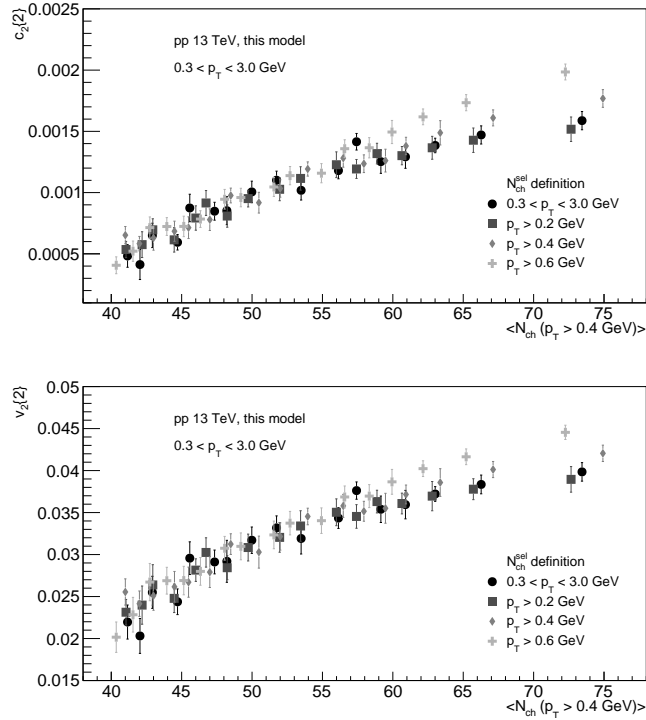 c₂{2}
0.0025
0.002
0.0015
0.001
0.0005
pp 13 TeV, this model
0.3 < p_T < 3.0 GeV
N_ch^sel definition
0.3 < p_T < 3.0 GeV
p_T > 0.2 GeV
p_T > 0.4 GeV
p_T > 0.6 GeV
40 45 50 55 60 65 70 75
<N_ch (p_T > 0.4 GeV)>
v₂{2}
0.05
0.045
0.04
0.035
0.03
0.025
0.02
0.015
pp 13 TeV, this model
0.3 < p_T < 3.0 GeV
N_ch^sel definition
0.3 < p_T < 3.0 GeV
p_T > 0.2 GeV
p_T > 0.4 GeV
p_T > 0.6 GeV
40 45 50 55 60 65 70 75
<N_ch (p_T > 0.4 GeV)>